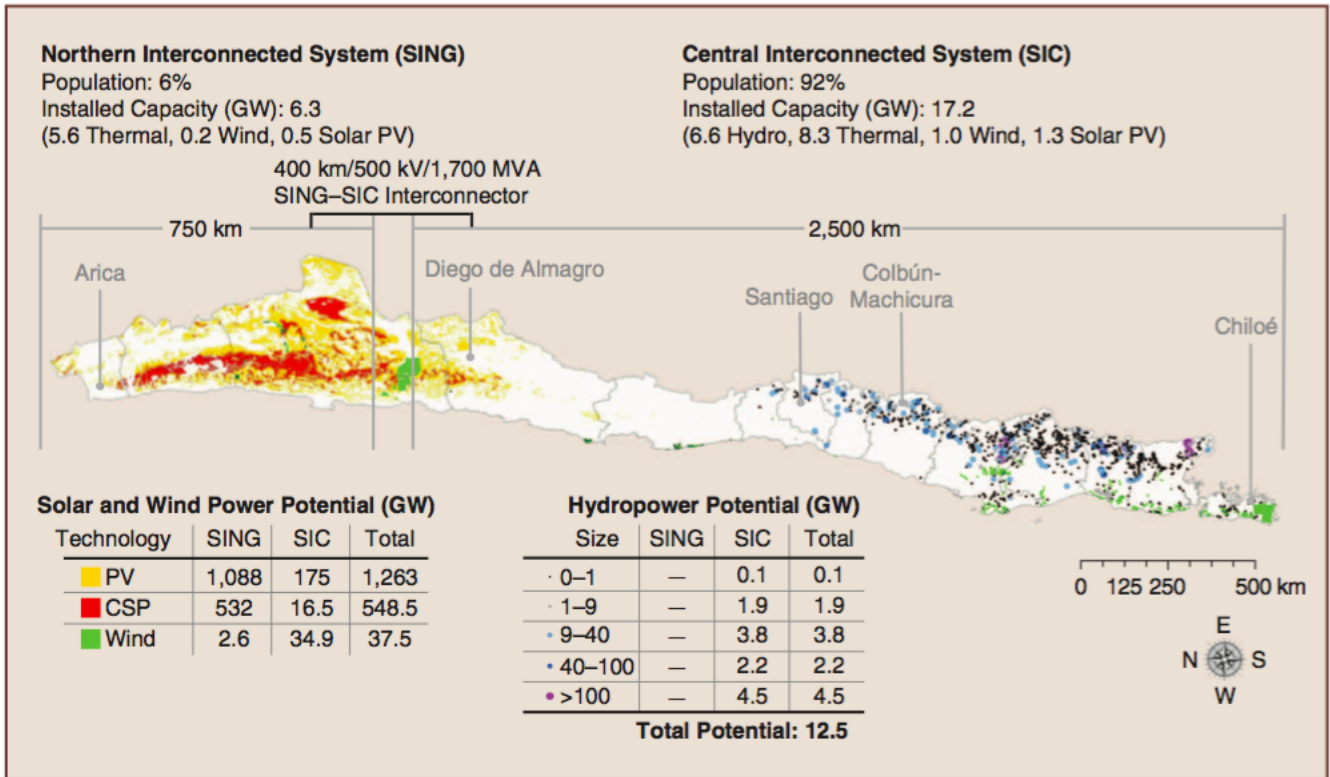 Northern Interconnected System (SING)
Population: 6%
Installed Capacity (GW): 6.3
(5.6 Thermal, 0.2 Wind, 0.5 Solar PV)
Central Interconnected System (SIC)
Population: 92%
Installed Capacity (GW): 17.2
(6.6 Hydro, 8.3 Thermal, 1.0 Wind, 1.3 Solar PV)
400 km/500 kV/1,700 MVA
SING–SIC Interconnector
750 km
2,500 km
Arica
Diego de Almagro
Santiago
Colbún-
Machicura
Chiloé
Solar and Wind Power Potential (GW)
Technology SING SIC Total
PV 1,088 175 1,263
CSP 532 16.5 548.5
Wind 2.6 34.9 37.5
Hydropower Potential (GW)
Size SING SIC Total
0–1 — 0.1 0.1
1–9 — 1.9 1.9
9–40 — 3.8 3.8
40–100 — 2.2 2.2
>100 — 4.5 4.5
Total Potential: 12.5
0 125 250 500 km
E
N S
W